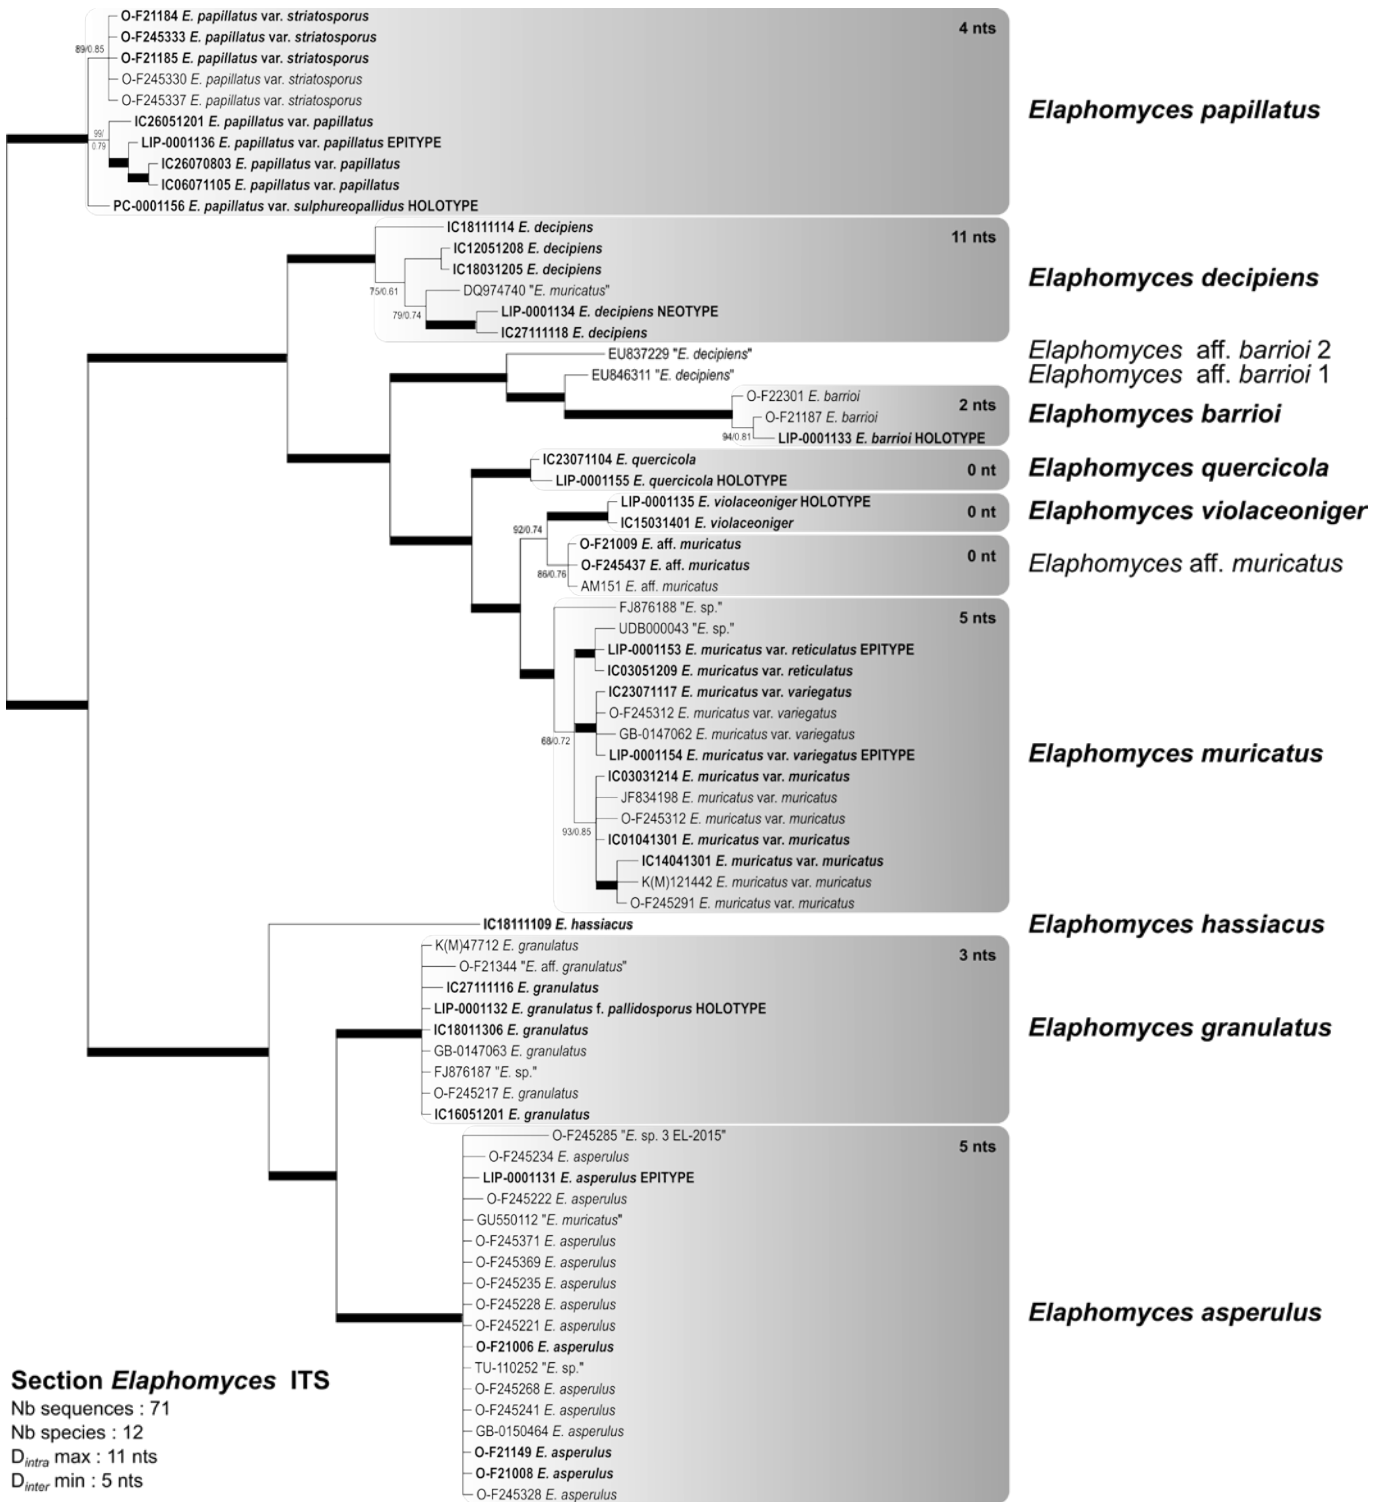 O-F21184 E. papillatus var. striatosporus
4 nts
O-F245333 E. papillatus var. striatosporus
89/0.85
O-F21185 E. papillatus var. striatosporus
O-F245330 E. papillatus var. striatosporus
O-F245337 E. papillatus var. striatosporus
Elaphomyces papillatus
IC26051201 E. papillatus var. papillatus
99/
0.79
LIP-0001136 E. papillatus var. papillatus EPITYPE
IC26070803 E. papillatus var. papillatus
IC06071105 E. papillatus var. papillatus
PC-0001156 E. papillatus var. sulphureopallidus HOLOTYPE
IC18111114 E. decipiens
11 nts
IC12051208 E. decipiens
IC18031205 E. decipiens
Elaphomyces decipiens
75/0.61
DQ974740 "E. muricatus"
79/0.74
LIP-0001134 E. decipiens NEOTYPE
IC27111118 E. decipiens
EU837229 "E. decipiens"
Elaphomyces aff. barrioi 2
EU846311 "E. decipiens"
Elaphomyces aff. barrioi 1
O-F22301 E. barrioi
2 nts
O-F21187 E. barrioi
Elaphomyces barrioi
94/0.81
LIP-0001133 E. barrioi HOLOTYPE
IC23071104 E. quercicola
0 nt
Elaphomyces quercicola
LIP-0001155 E. quercicola HOLOTYPE
LIP-0001135 E. violaceoniger HOLOTYPE
0 nt
Elaphomyces violaceoniger
IC15031401 E. violaceoniger
92/0.74
O-F21009 E. aff. muricatus
0 nt
O-F245437 E. aff. muricatus
Elaphomyces aff. muricatus
86/0.76
AM151 E. aff. muricatus
FJ876188 "E. sp."
5 nts
UDB000043 "E. sp."
LIP-0001153 E. muricatus var. reticulatus EPITYPE
IC03051209 E. muricatus var. reticulatus
IC23071117 E. muricatus var. variegatus
O-F245312 E. muricatus var. variegatus
GB-0147062 E. muricatus var. variegatus
68/0.72
LIP-0001154 E. muricatus var. variegatus EPITYPE
Elaphomyces muricatus
IC03031214 E. muricatus var. muricatus
JF834198 E. muricatus var. muricatus
O-F245312 E. muricatus var. muricatus
93/0.85
IC01041301 E. muricatus var. muricatus
IC14041301 E. muricatus var. muricatus
K(M)121442 E. muricatus var. muricatus
O-F245291 E. muricatus var. muricatus
IC18111109 E. hassiacus
Elaphomyces hassiacus
K(M)47712 E. granulatus
3 nts
O-F21344 "E. aff. granulatus"
IC27111116 E. granulatus
LIP-0001132 E. granulatus f. pallidosporus HOLOTYPE
IC18011306 E. granulatus
Elaphomyces granulatus
GB-0147063 E. granulatus
FJ876187 "E. sp."
O-F245217 E. granulatus
IC16051201 E. granulatus
O-F245285 "E. sp. 3 EL-2015"
5 nts
O-F245234 E. asperulus
LIP-0001131 E. asperulus EPITYPE
O-F245222 E. asperulus
GU550112 "E. muricatus"
O-F245371 E. asperulus
O-F245369 E. asperulus
O-F245235 E. asperulus
O-F245228 E. asperulus
Elaphomyces asperulus
O-F245221 E. asperulus
O-F21006 E. asperulus
TU-110252 "E. sp."
O-F245268 E. asperulus
O-F245241 E. asperulus
GB-0150464 E. asperulus
O-F21149 E. asperulus
O-F21008 E. asperulus
O-F245328 E. asperulus
Section Elaphomyces ITS
Nb sequences : 71
Nb species : 12
Dintra max : 11 nts
Dinter min : 5 nts